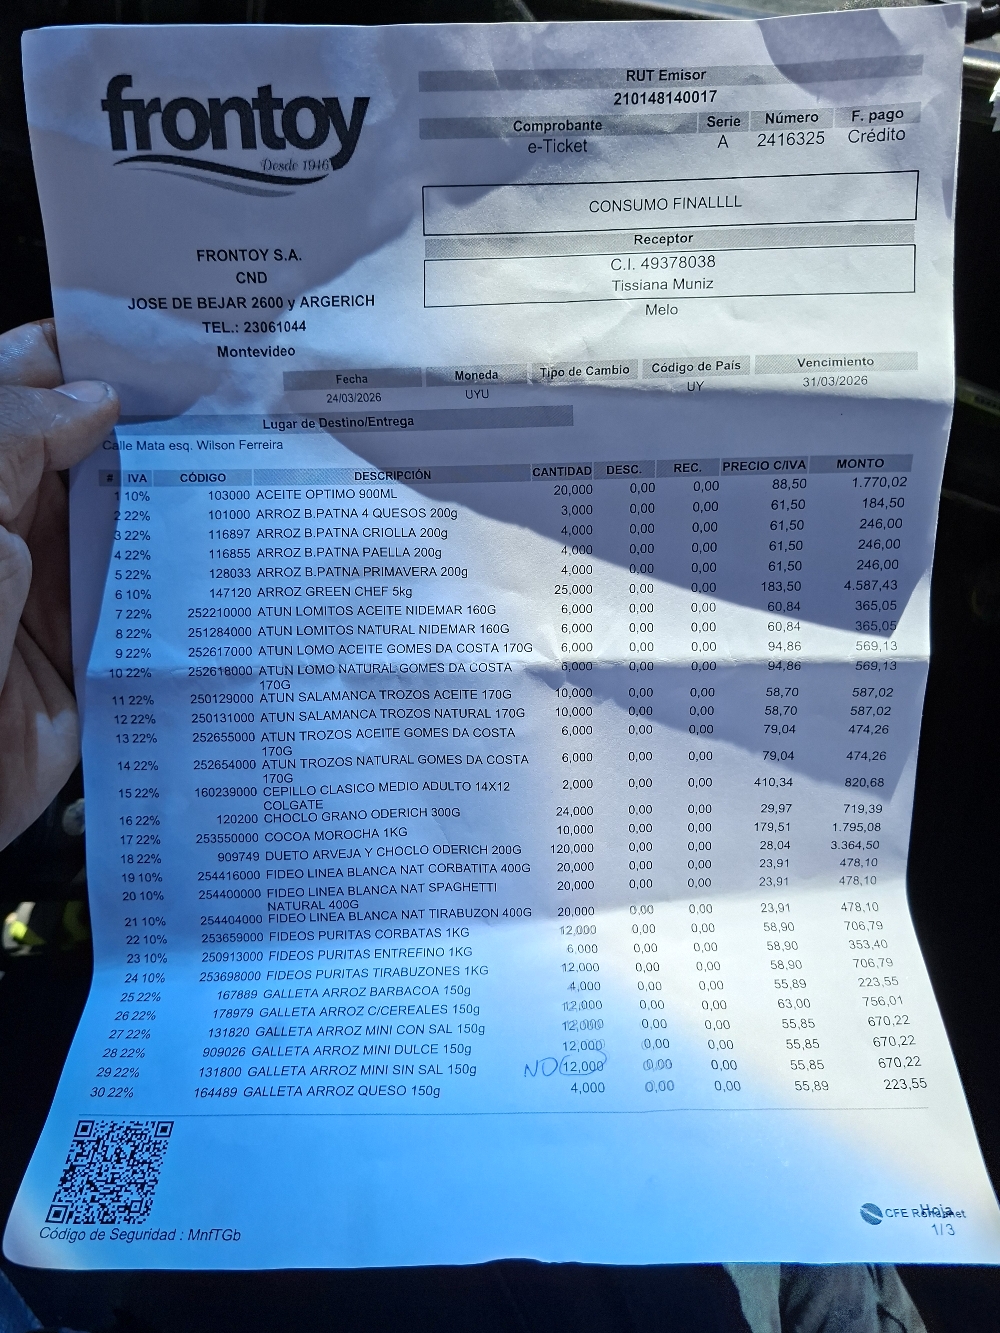 frontoy
Desde 1946
RUT Emisor
210148140017
Comprobante Serie Número F. pago
e-Ticket A 2416325 Crédito
CONSUMO FINALLLL
Receptor
C.I. 49378038
Tissiana Muniz
Melo
FRONTOY S.A.
CND
JOSE DE BEJAR 2600 y ARGERICH
TEL.: 23061044
Montevideo
Fecha Moneda Tipo de Cambio Código de País Vencimiento
24/03/2026 UYU UY 31/03/2026
Lugar de Destino/Entrega
Calle Mata esq. Wilson Ferreira
# IVA CÓDIGO DESCRIPCIÓN CANTIDAD DESC. REC. PRECIO C/IVA MONTO
1 10% 103000 ACEITE OPTIMO 900ML 20,000 0,00 0,00 88,50 1.770,02
2 22% 101000 ARROZ B.PATNA 4 QUESOS 200g 3,000 0,00 0,00 61,50 184,50
3 22% 116897 ARROZ B.PATNA CRIOLLA 200g 4,000 0,00 0,00 61,50 246,00
4 22% 116855 ARROZ B.PATNA PAELLA 200g 4,000 0,00 0,00 61,50 246,00
5 22% 128033 ARROZ B.PATNA PRIMAVERA 200g 4,000 0,00 0,00 61,50 246,00
6 10% 147120 ARROZ GREEN CHEF 5kg 25,000 0,00 0,00 183,50 4.587,43
7 22% 252210000 ATUN LOMITOS ACEITE NIDEMAR 160G 6,000 0,00 0,00 60,84 365,05
8 22% 251284000 ATUN LOMITOS NATURAL NIDEMAR 160G 6,000 0,00 0,00 60,84 365,05
9 22% 252617000 ATUN LOMO ACEITE GOMES DA COSTA 170G 6,000 0,00 0,00 94,86 569,13
10 22% 252618000 ATUN LOMO NATURAL GOMES DA COSTA 6,000 0,00 0,00 94,86 569,13
170G
11 22% 250129000 ATUN SALAMANCA TROZOS ACEITE 170G 10,000 0,00 0,00 58,70 587,02
12 22% 250131000 ATUN SALAMANCA TROZOS NATURAL 170G 10,000 0,00 0,00 58,70 587,02
13 22% 252655000 ATUN TROZOS ACEITE GOMES DA COSTA 6,000 0,00 0,00 79,04 474,26
170G
14 22% 252654000 ATUN TROZOS NATURAL GOMES DA COSTA 6,000 0,00 0,00 79,04 474,26
170G
15 22% 160239000 CEPILLO CLASICO MEDIO ADULTO 14X12 2,000 0,00 0,00 410,34 820,68
COLGATE
16 22% 120200 CHOCLO GRANO ODERICH 300G 24,000 0,00 0,00 29,97 719,39
17 22% 253550000 COCOA MOROCHA 1KG 10,000 0,00 0,00 179,51 1.795,08
18 22% 909749 DUETO ARVEJA Y CHOCLO ODERICH 200G 120,000 0,00 0,00 28,04 3.364,50
19 10% 254416000 FIDEO LINEA BLANCA NAT CORBATITA 400G 20,000 0,00 0,00 23,91 478,10
20 10% 254400000 FIDEO LINEA BLANCA NAT SPAGHETTI 20,000 0,00 0,00 23,91 478,10
NATURAL 400G
21 10% 254404000 FIDEO LINEA BLANCA NAT TIRABUZON 400G 20,000 0,00 0,00 23,91 478,10
22 10% 253659000 FIDEOS PURITAS CORBATAS 1KG 12,000 0,00 0,00 58,90 706,79
23 10% 250913000 FIDEOS PURITAS ENTREFINO 1KG 6,000 0,00 0,00 58,90 353,40
24 10% 253698000 FIDEOS PURITAS TIRABUZONES 1KG 12,000 0,00 0,00 58,90 706,79
25 22% 167889 GALLETA ARROZ BARBACOA 150g 4,000 0,00 0,00 55,89 223,55
26 22% 178979 GALLETA ARROZ C/CEREALES 150g 12,000 0,00 0,00 63,00 756,01
27 22% 131820 GALLETA ARROZ MINI CON SAL 150g 12,000 0,00 0,00 55,85 670,22
28 22% 909026 GALLETA ARROZ MINI DULCE 150g 12,000 0,00 0,00 55,85 670,22
29 22% 131800 GALLETA ARROZ MINI SIN SAL 150g NO 12,000 0,00 0,00 55,85 670,22
30 22% 164489 GALLETA ARROZ QUESO 150g 4,000 0,00 0,00 55,89 223,55
Código de Seguridad : MnfTGb
CFE Hoja
1/3